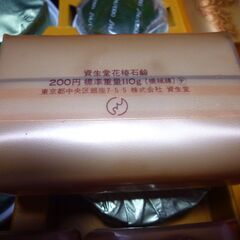 資生堂花椿石鹸
200円 標準重量110g (機械練)
東京都中央区銀座7-5-5 株式会社 資生堂